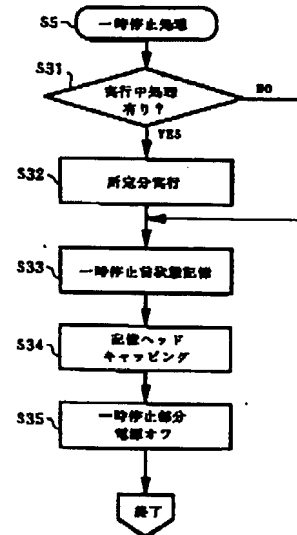 S5
一時停止処理
S31
実行中処理
有り?
NO
YES
S32
所定分実行
S33
一時停止前状態記憶
S34
記録ヘッド
キャッピング
S35
一時停止部分
電源オフ
終了